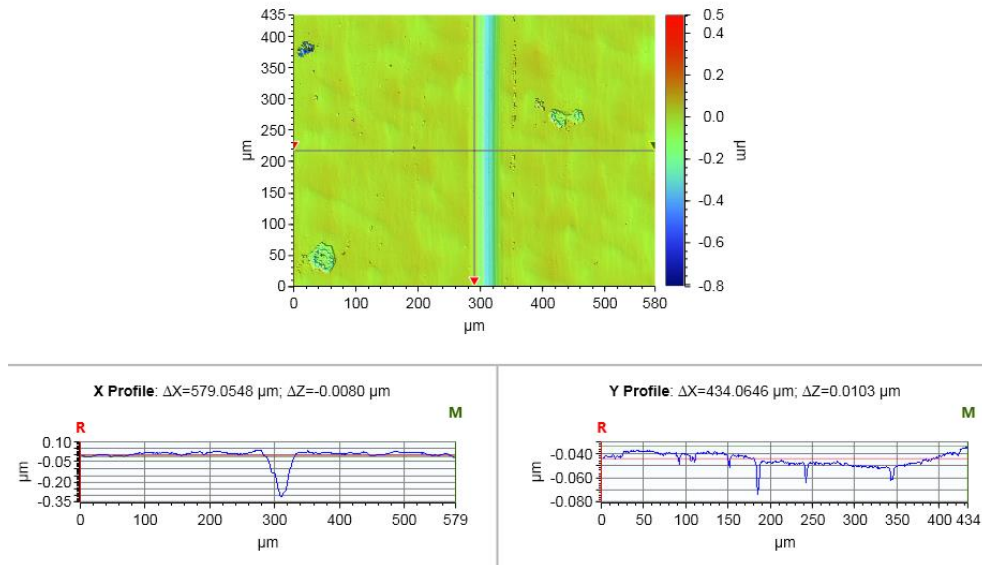 435
400
350
300
250
200
150
100
50
0
µm
0 100 200 300 400 500 580
µm
0.5
0.4
0.2
0.0
-0.2
-0.4
-0.6
-0.8
µm
X Profile: ΔX=579.0548 µm; ΔZ=-0.0080 µm
R M
0.10
-0.05
-0.20
-0.35
µm
0 100 200 300 400 500 579
µm
Y Profile: ΔX=434.0646 µm; ΔZ=0.0103 µm
R M
-0.040
-0.060
-0.080
µm
0 50 100 150 200 250 300 350 400 434
µm